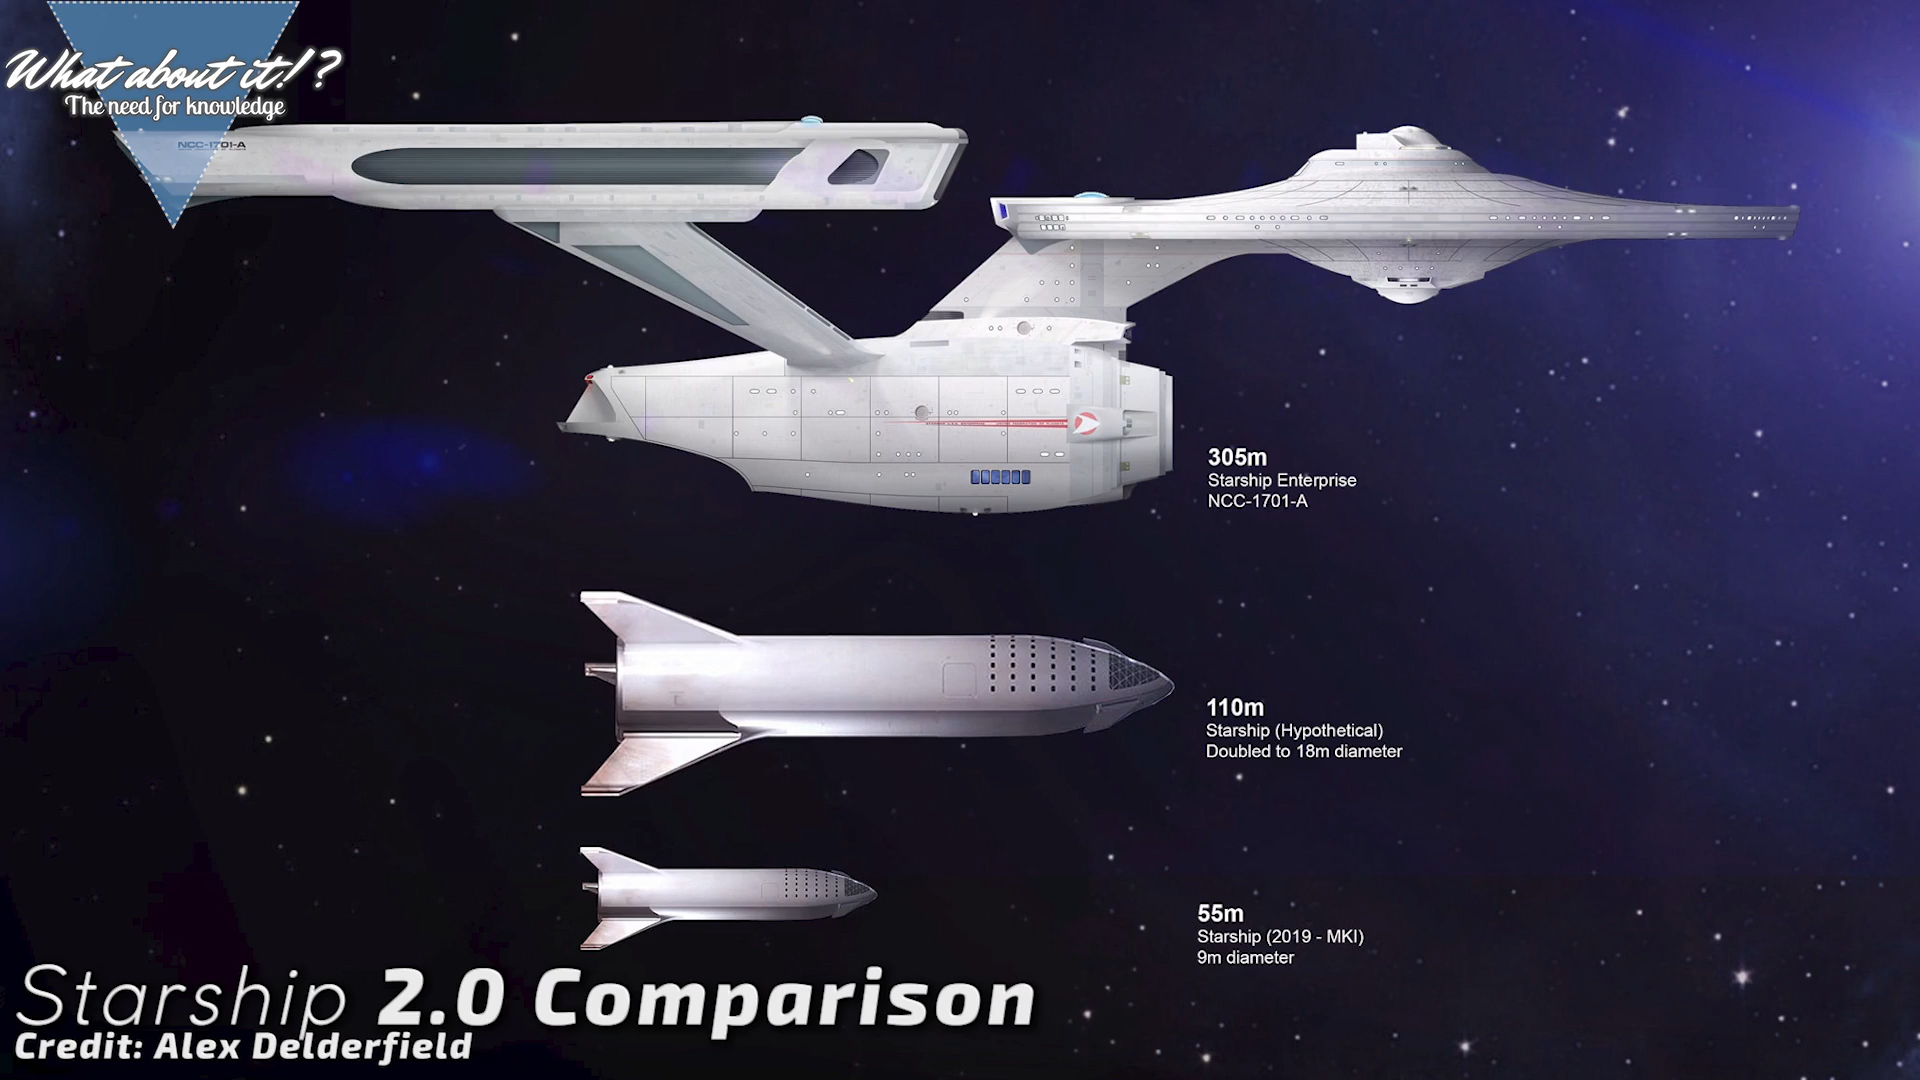 What about it!?
The need for knowledge
NCC-1701-A
305m
Starship Enterprise
NCC-1701-A
110m
Starship (Hypothetical)
Doubled to 18m diameter
55m
Starship (2019 - MKI)
9m diameter
Starship 2.0 Comparison
Credit: Alex Delderfield